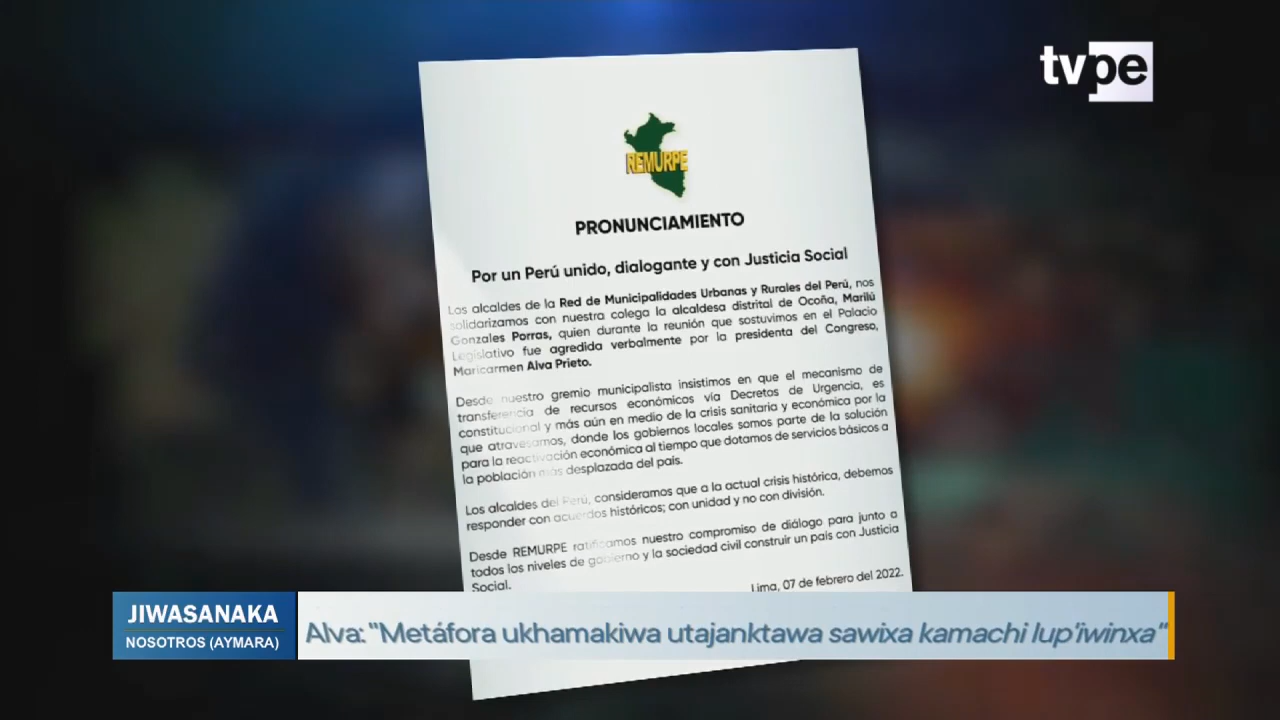 tvpe
REMURPE
PRONUNCIAMIENTO
Por un Perú unido, dialogante y con Justicia Social
Los alcaldes de la Red de Municipalidades Urbanas y Rurales del Perú, nos
solidarizamos con nuestra colega la alcaldesa distrital de Ocoña, Marilú
Gonzales Porras, quien durante la reunión que sostuvimos en el Palacio
Legislativo fue agredida verbalmente por la presidenta del Congreso,
Maricarmen Alva Prieto.
Desde nuestro gremio municipalista insistimos en que el mecanismo de
transferencia de recursos económicos vía Decretos de Urgencia, es
constitucional y más aún en medio de la crisis sanitaria y económica por la
que atravesamos, donde los gobiernos locales somos parte de la solución
para la reactivación económica al tiempo que dotamos de servicios básicos a
la población más desplazada del país.
Los alcaldes del Perú, consideramos que a la actual crisis histórica, debemos
responder con acuerdos históricos; con unidad y no con división.
Desde REMURPE ratificamos nuestro compromiso de diálogo para junto a
todos los niveles de gobierno y la sociedad civil construir un país con Justicia
Social.
Lima, 07 de febrero del 2022.
JIWASANAKA
NOSOTROS (AYMARA)
Alva: "Metáfora ukhamakiwa utajanktawa sawixa kamachi lup'iwinxa"